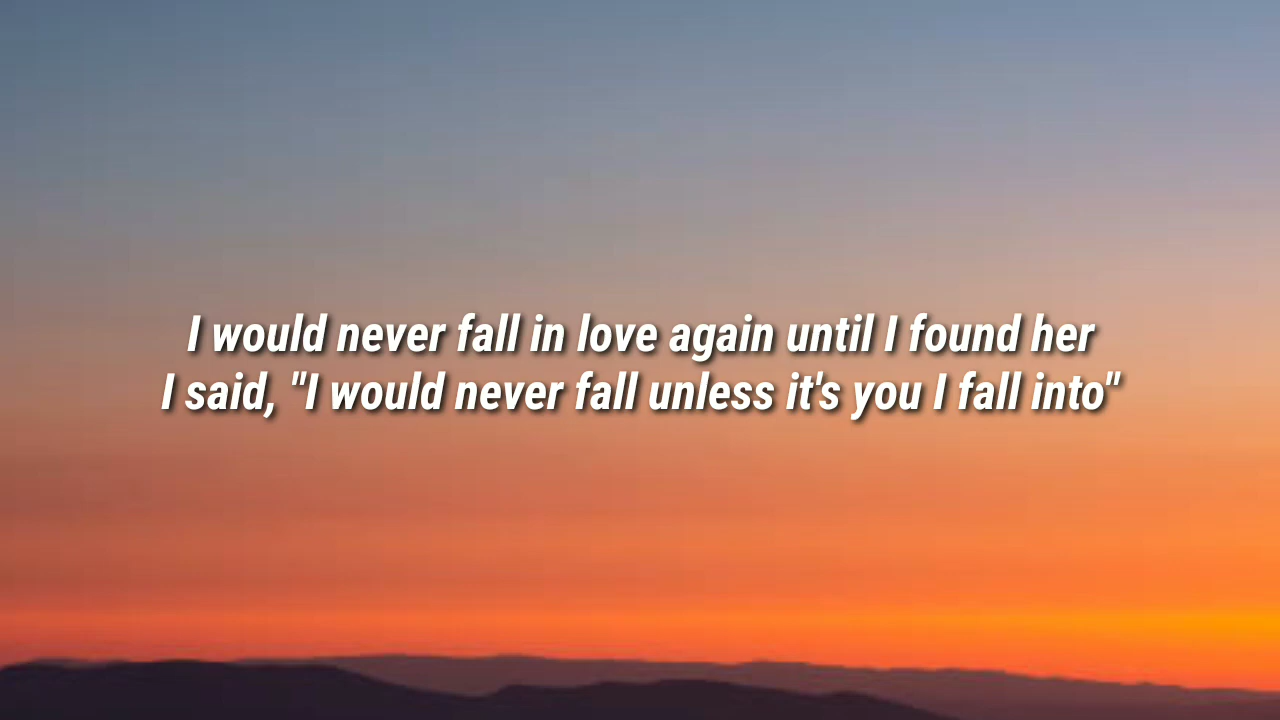 I would never fall in love again until I found her
I said, "I would never fall unless it's you I fall into"